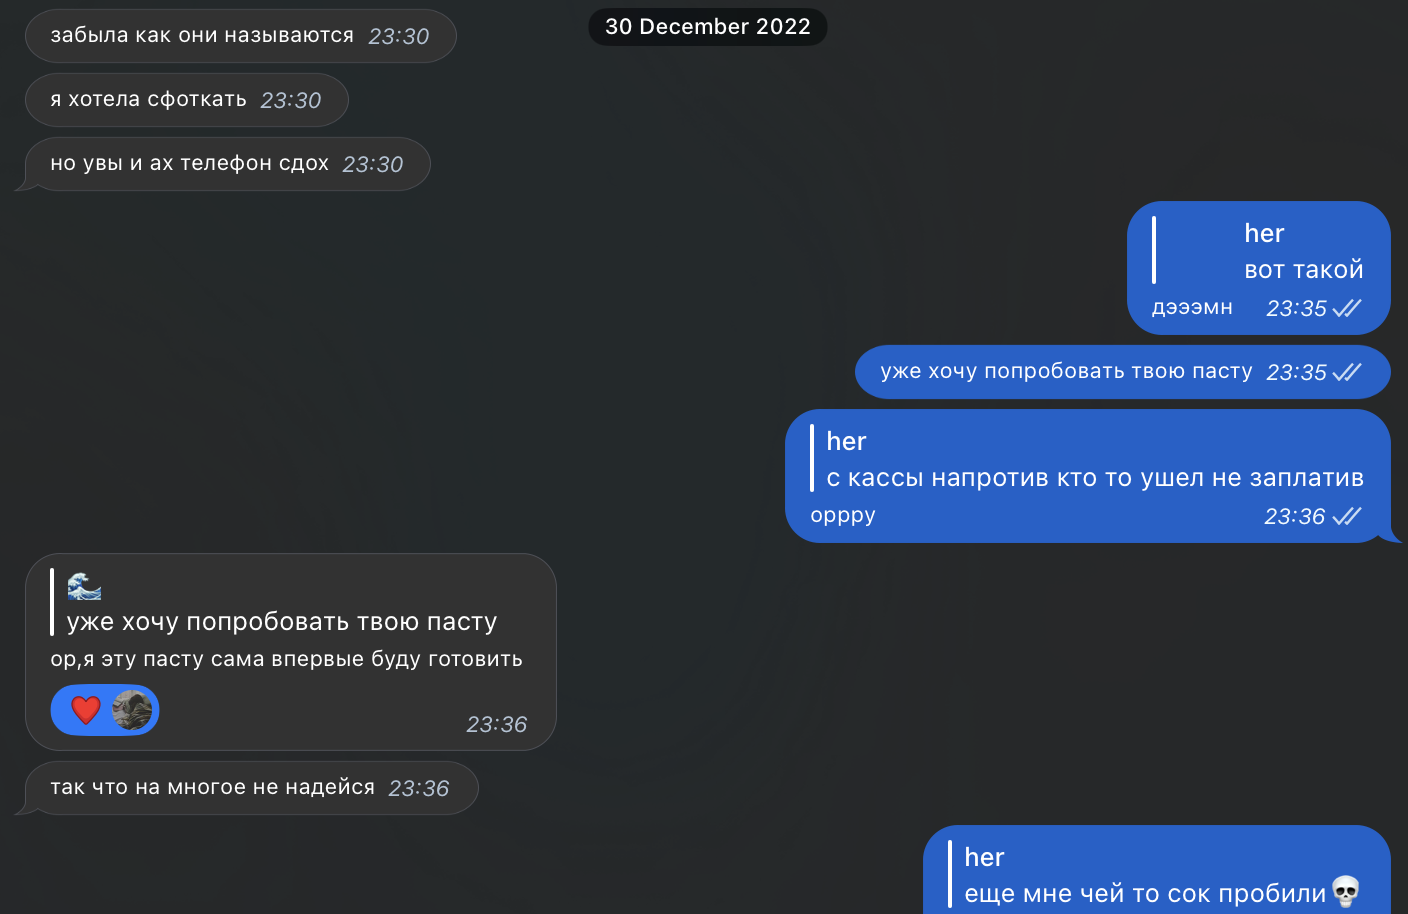 30 December 2022
забыла как они называются 23:30
я хотела сфоткать 23:30
но увы и ах телефон сдох 23:30
her
вот такой
дэээмн 23:35
уже хочу попробовать твою пасту 23:35
her
с кассы напротив кто то ушел не заплатив
оррру 23:36
🌊
уже хочу попробовать твою пасту
ор,я эту пасту сама впервые буду готовить
❤️ 23:36
так что на многое не надейся 23:36
her
еще мне чей то сок пробили💀